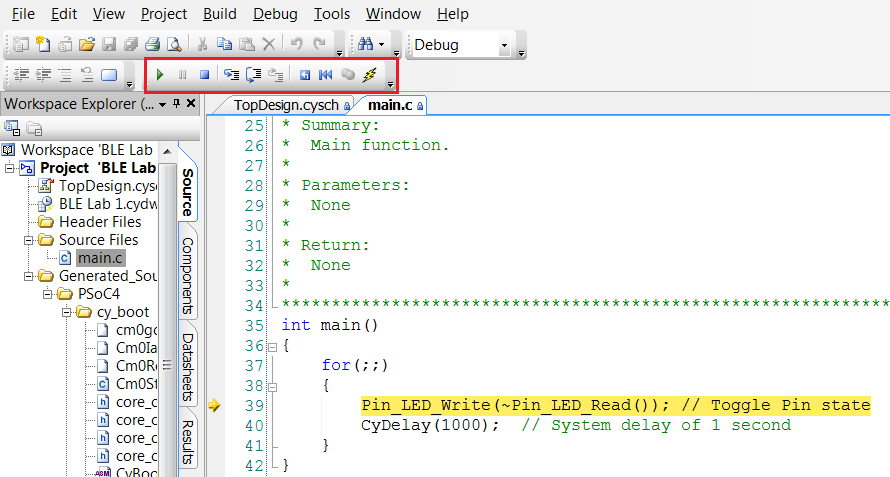 File Edit View Project Build Debug Tools Window Help
Debug
Workspace Explorer (...
TopDesign.cysch main.c
Workspace 'BLE Lab
Project 'BLE Lab
TopDesign.cysc
BLE Lab 1.cydw
Header Files
Source Files
main.c
Generated_Sou
PSoC4
cy_boot
cm0gc
Cm0Ia
Cm0Re
Cm0St
core_c
core_c
core_c
core_c
CyBoo
Source
Components
Datasheets
Results
25 * Summary:
26 *  Main function.
27 *
28 * Parameters:
29 *  None
30 *
31 * Return:
32 *  None
33 *
34 *************************************************************
35 int main()
36 {
37     for(;;)
38     {
39         Pin_LED_Write(~Pin_LED_Read()); // Toggle Pin state
40         CyDelay(1000);  // System delay of 1 second
41     }
42 }